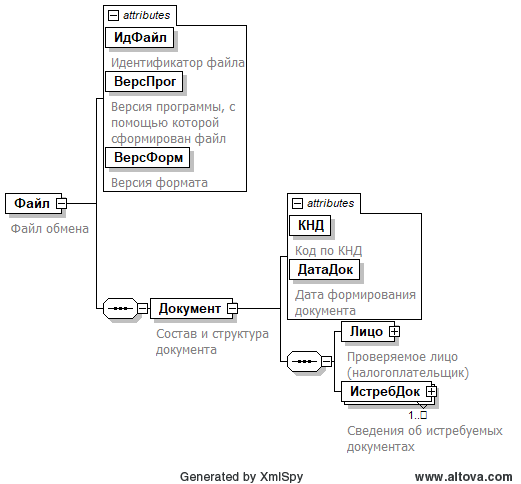 attributes
ИдФайл
Идентификатор файла
ВерсПрог
Версия программы, с
помощью которой
сформирован файл
ВерсФорм
Версия формата
Файл
Файл обмена
Документ
Состав и структура
документа
attributes
КНД
Код по КНД
ДатаДок
Дата формирования
документа
Лицо
Проверяемое лицо
(налогоплательщик)
ИстребДок
1..
Сведения об истребуемых
документах
Generated by XmlSpy
www.altova.com